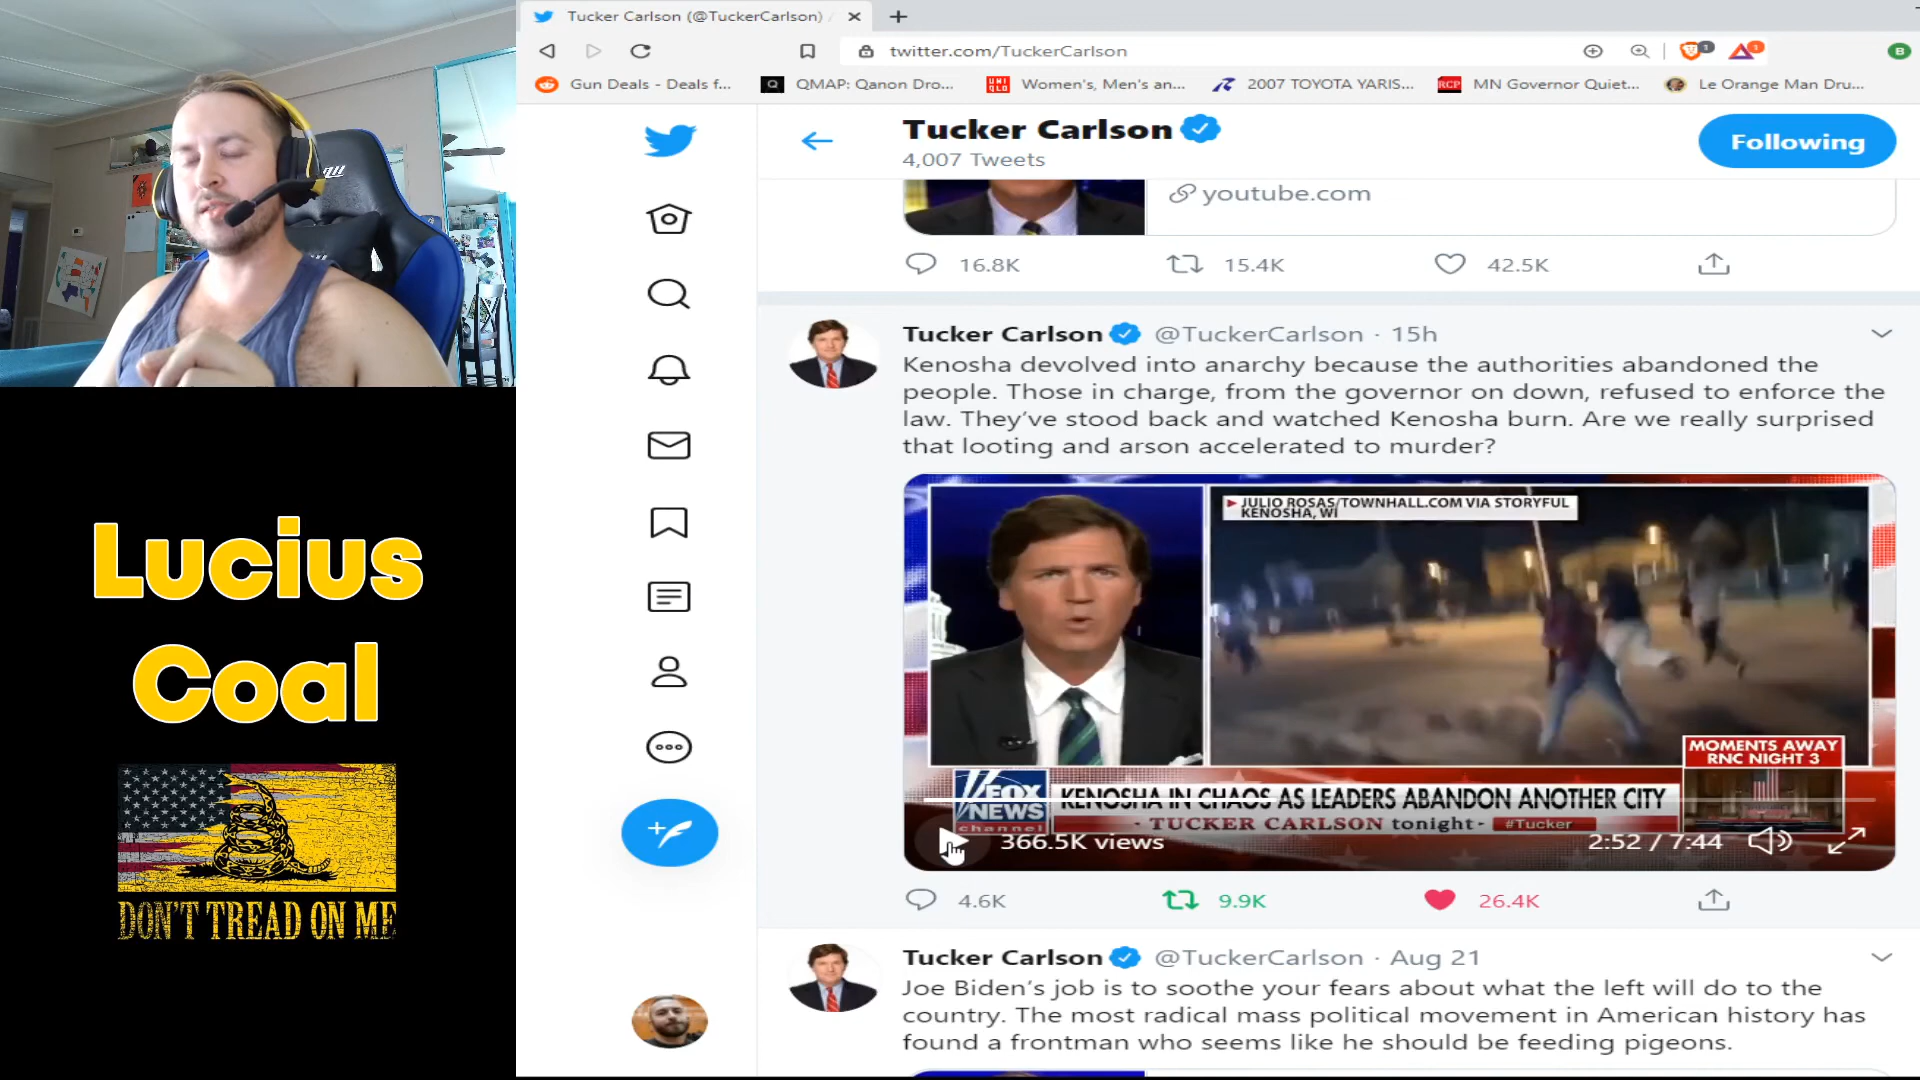 Tucker Carlson (@TuckerCarlson) /
twitter.com/TuckerCarlson
1
1
B
Gun Deals - Deals f...
QMAP: Qanon Dro...
Women's, Men's an...
2007 TOYOTA YARIS...
MN Governor Quiet...
Le Orange Man Dru...
Q
UNI
QLO
RCP
Tucker Carlson
4,007 Tweets
Following
youtube.com
16.8K
15.4K
42.5K
Tucker Carlson @TuckerCarlson · 15h
Kenosha devolved into anarchy because the authorities abandoned the
people. Those in charge, from the governor on down, refused to enforce the
law. They've stood back and watched Kenosha burn. Are we really surprised
that looting and arson accelerated to murder?
JULIO ROSAS/TOWNHALL.COM VIA STORYFUL
KENOSHA, WI
MOMENTS AWAY
RNC NIGHT 3
FOX
NEWS
channel
KENOSHA IN CHAOS AS LEADERS ABANDON ANOTHER CITY
· TUCKER CARLSON tonight · #Tucker
366.5K views
2:52 / 7:44
4.6K
9.9K
26.4K
Tucker Carlson @TuckerCarlson · Aug 21
Joe Biden's job is to soothe your fears about what the left will do to the
country. The most radical mass political movement in American history has
found a frontman who seems like he should be feeding pigeons.
Lucius
Coal
DON'T TREAD ON ME